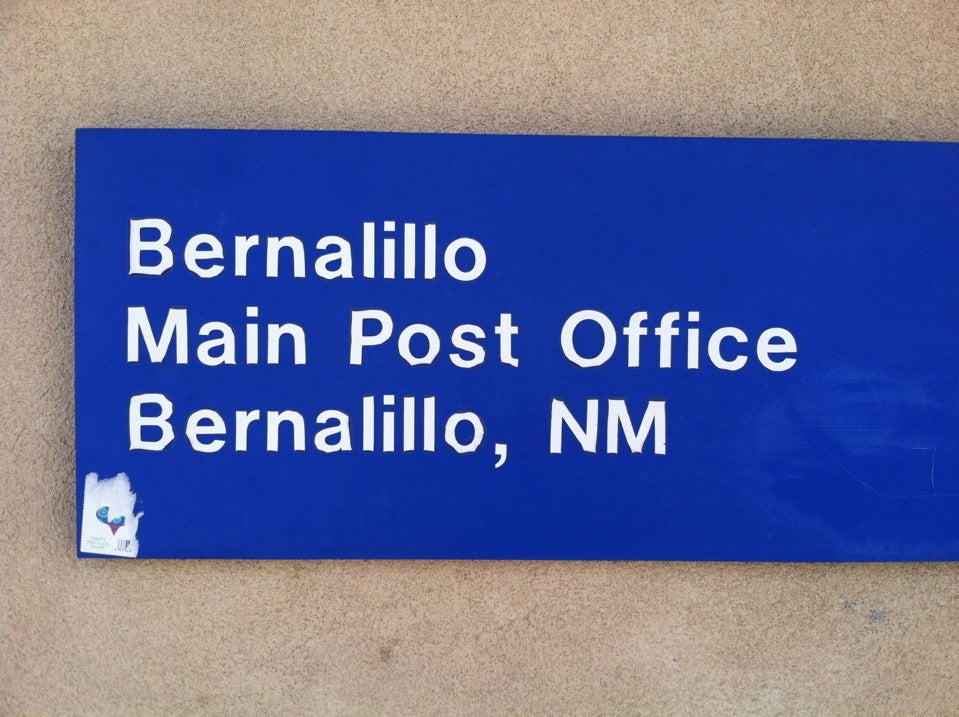 Bernalillo
Main Post Office
Bernalillo, NM